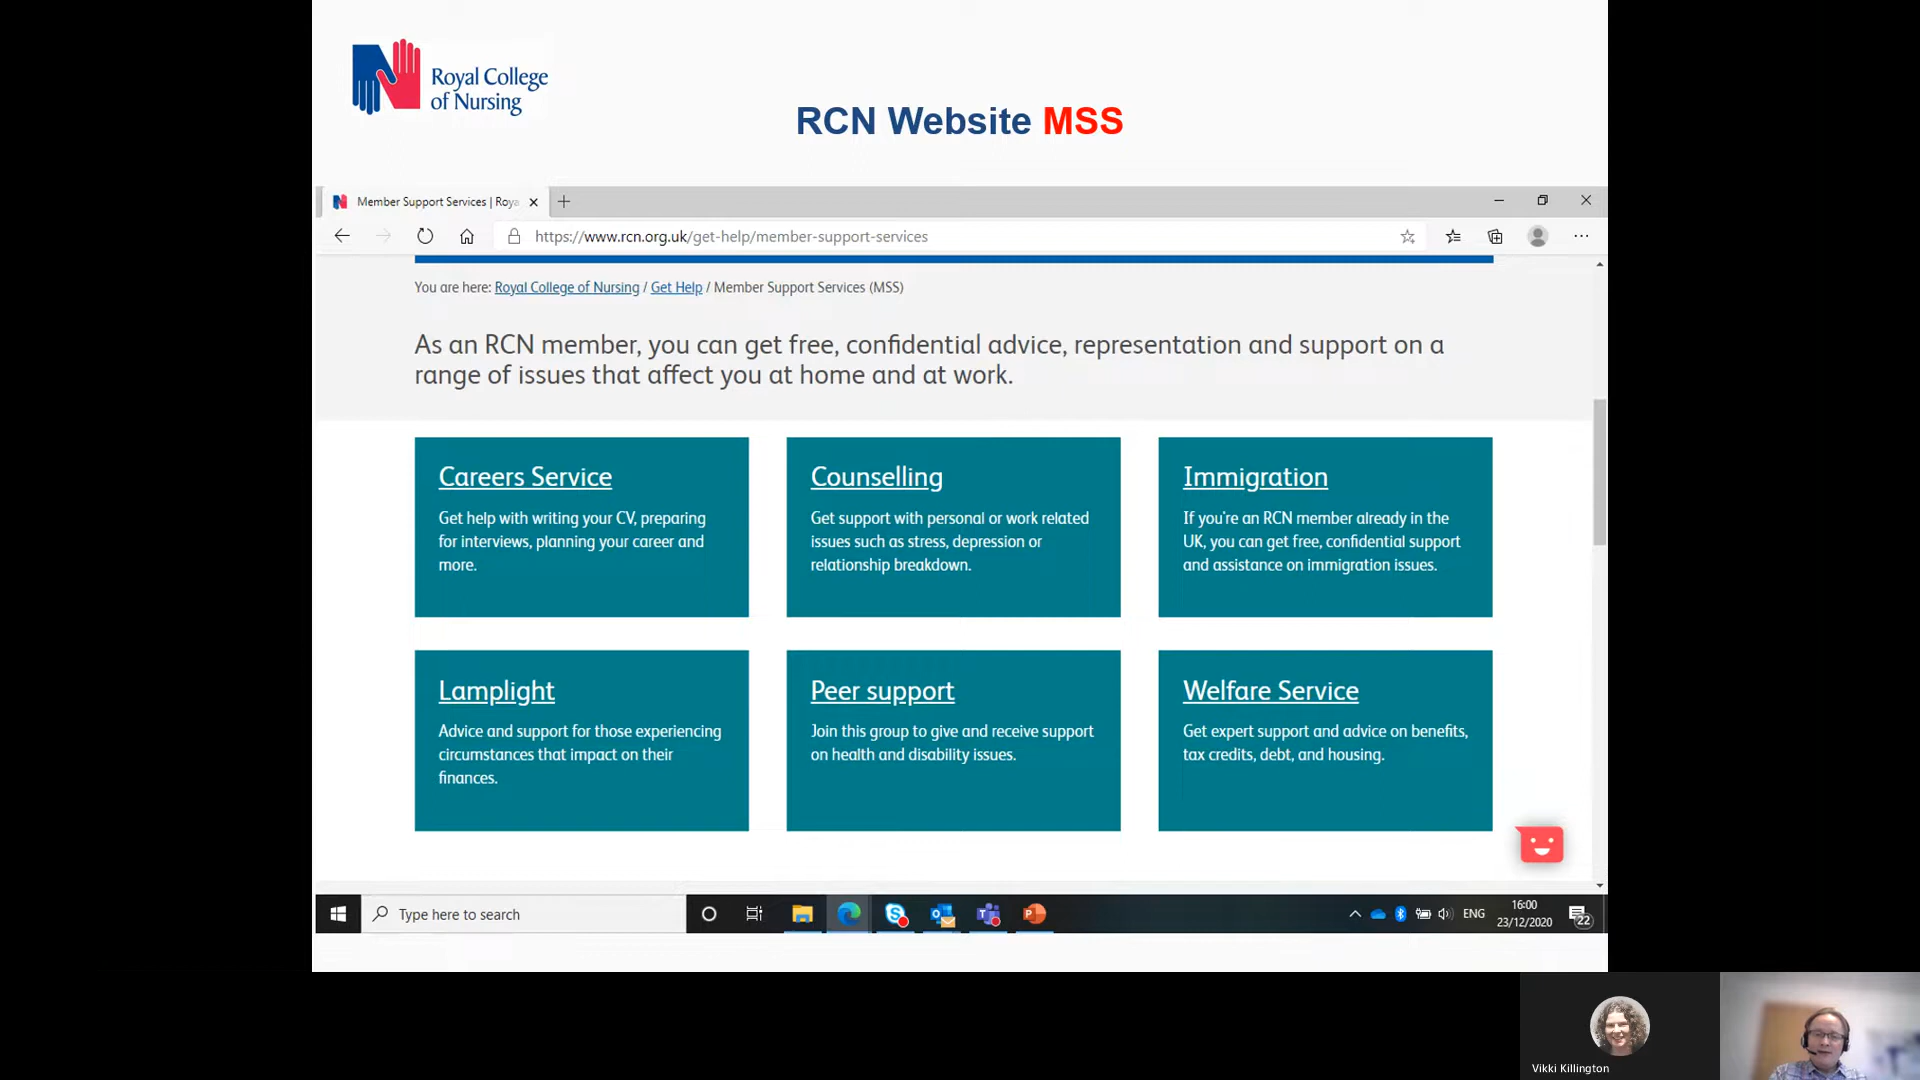 Royal College
of Nursing
RCN Website MSS
Member Support Services | Roya
https://www.rcn.org.uk/get-help/member-support-services
You are here: Royal College of Nursing / Get Help / Member Support Services (MSS)
As an RCN member, you can get free, confidential advice, representation and support on a
range of issues that affect you at home and at work.
Careers Service
Get help with writing your CV, preparing
for interviews, planning your career and
more.
Counselling
Get support with personal or work related
issues such as stress, depression or
relationship breakdown.
Immigration
If you're an RCN member already in the
UK, you can get free, confidential support
and assistance on immigration issues.
Lamplight
Advice and support for those experiencing
circumstances that impact on their
finances.
Peer support
Join this group to give and receive support
on health and disability issues.
Welfare Service
Get expert support and advice on benefits,
tax credits, debt, and housing.
Type here to search
ENG
16:00
23/12/2020
22
Vikki Killington